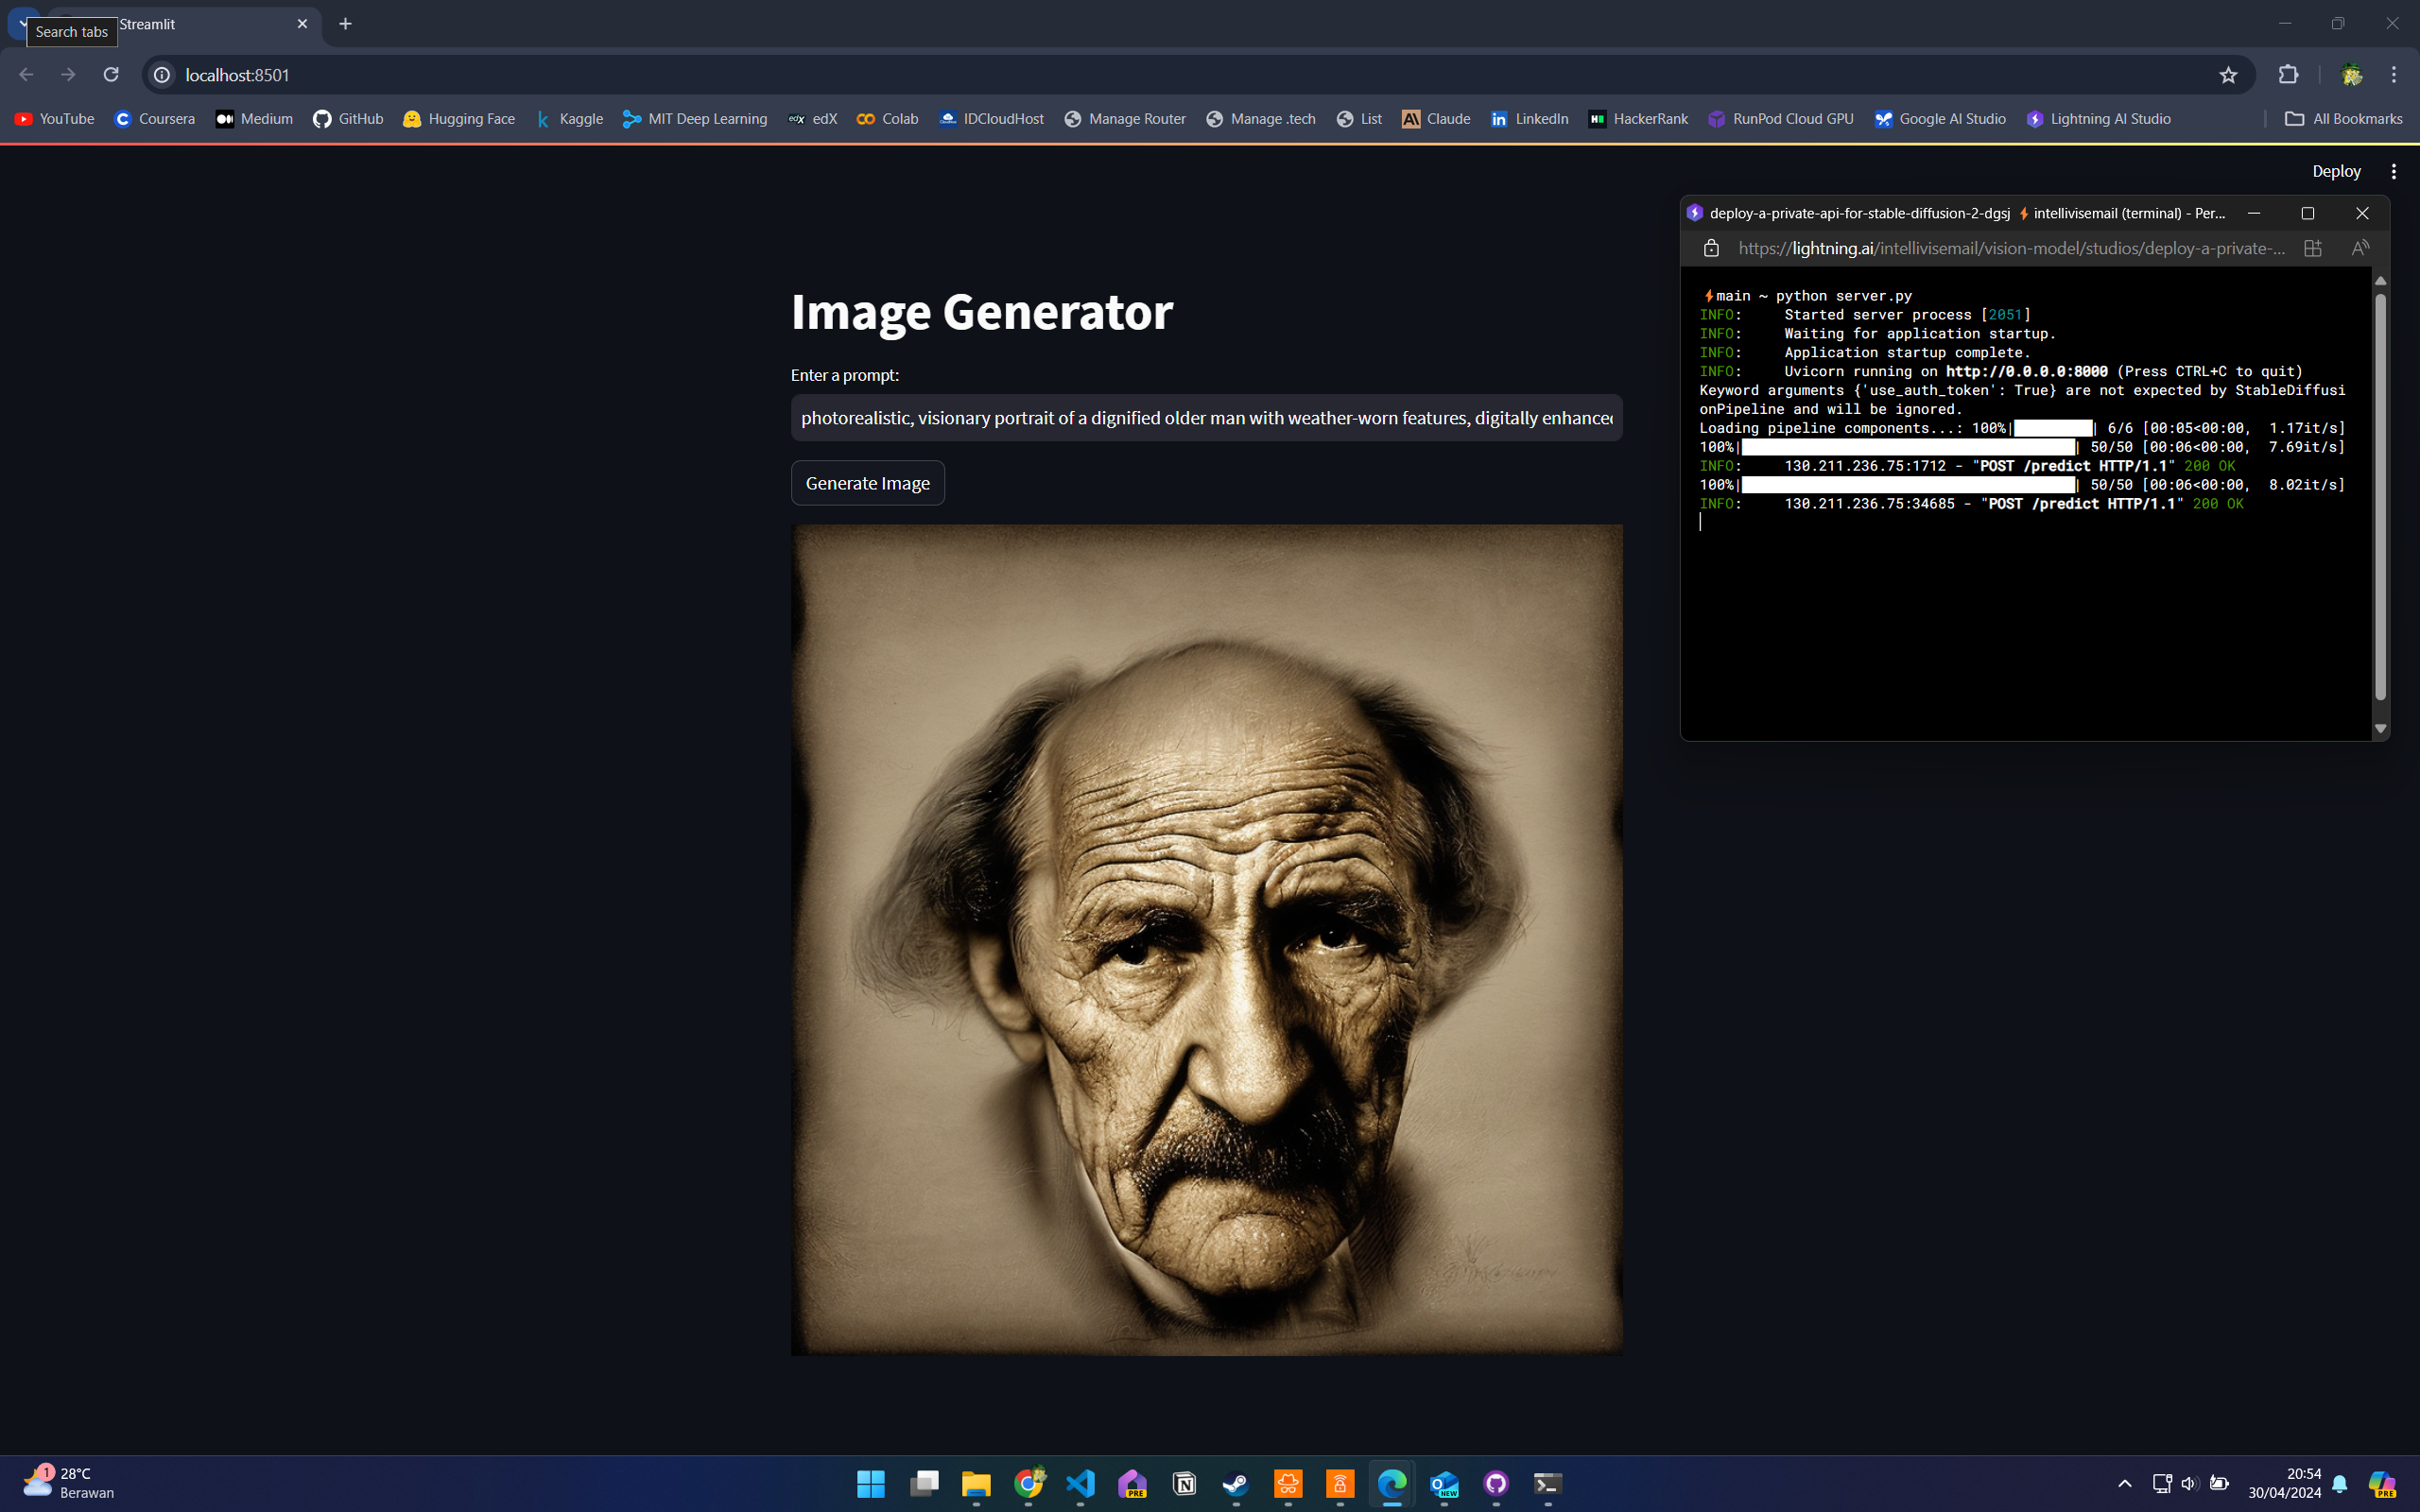 Streamlit
Search tabs
localhost:8501
YouTube
Coursera
Medium
GitHub
Hugging Face
Kaggle
MIT Deep Learning
edX
Colab
IDCloudHost
Manage Router
Manage .tech
List
Claude
LinkedIn
HackerRank
RunPod Cloud GPU
Google AI Studio
Lightning AI Studio
All Bookmarks
Deploy
deploy-a-private-api-for-stable-diffusion-2-dgsj ⚡ intellivisemail (terminal) - Per...
https://lightning.ai/intellivisemail/vision-model/studios/deploy-a-private-...
⚡main ~ python server.py
INFO:     Started server process [2051]
INFO:     Waiting for application startup.
INFO:     Application startup complete.
INFO:     Uvicorn running on http://0.0.0.0:8000 (Press CTRL+C to quit)
Keyword arguments {'use_auth_token': True} are not expected by StableDiffusi
onPipeline and will be ignored.
Loading pipeline components...: 100%|██████████| 6/6 [00:05<00:00,  1.17it/s]
100%|██████████| 50/50 [00:06<00:00,  7.69it/s]
INFO:     130.211.236.75:1712 - "POST /predict HTTP/1.1" 200 OK
100%|██████████| 50/50 [00:06<00:00,  8.02it/s]
INFO:     130.211.236.75:34685 - "POST /predict HTTP/1.1" 200 OK
Image Generator
Enter a prompt:
photorealistic, visionary portrait of a dignified older man with weather-worn features, digitally enhanced
Generate Image
1
28°C
Berawan
PRE
NEW
20:54
30/04/2024
PRE